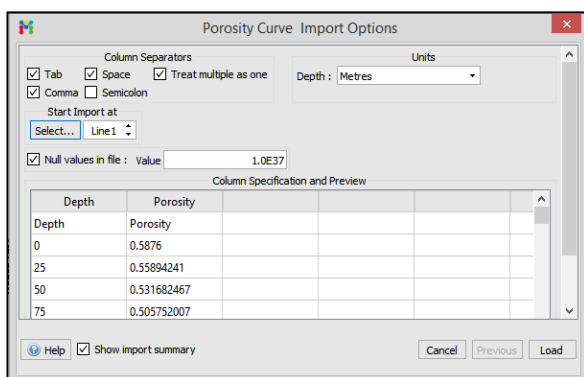 Porosity Curve Import Options
Column Separators
Tab Space Treat multiple as one
Comma Semicolon
Units
Depth : Metres
Start Import at
Select... Line1
Null values in file : Value 1.0E37
Column Specification and Preview
Depth Porosity
Depth Porosity
0 0.5876
25 0.55894241
50 0.531682467
75 0.505752007
Help Show import summary Cancel Previous Load